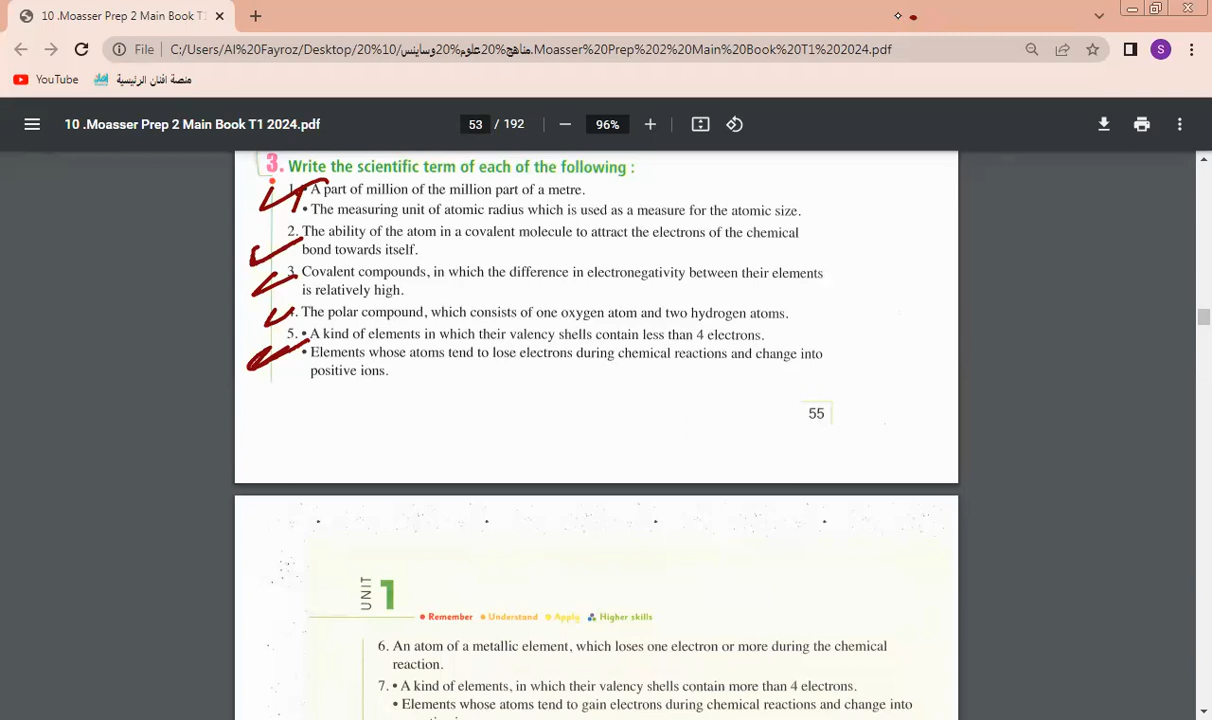 10 .Moasser Prep 2 Main Book T1
File
C:/Users/Al%20Fayroz/Desktop/20%10/مناهج%20علوم%20وساينس.Moasser%20Prep%202%20Main%20Book%20T1%202024.pdf
S
YouTube
منصة افنان الرئيسية
10 .Moasser Prep 2 Main Book T1 2024.pdf
53 / 192
96%
3. Write the scientific term of each of the following :
1. • A part of million of the million part of a metre.
• The measuring unit of atomic radius which is used as a measure for the atomic size.
2. The ability of the atom in a covalent molecule to attract the electrons of the chemical
bond towards itself.
3. Covalent compounds, in which the difference in electronegativity between their elements
is relatively high.
4. The polar compound, which consists of one oxygen atom and two hydrogen atoms.
5. • A kind of elements in which their valency shells contain less than 4 electrons.
• Elements whose atoms tend to lose electrons during chemical reactions and change into
positive ions.
55
UNIT 1
• Remember • Understand • Apply Higher skills
6. An atom of a metallic element, which loses one electron or more during the chemical
reaction.
7. • A kind of elements, in which their valency shells contain more than 4 electrons.
• Elements whose atoms tend to gain electrons during chemical reactions and change into